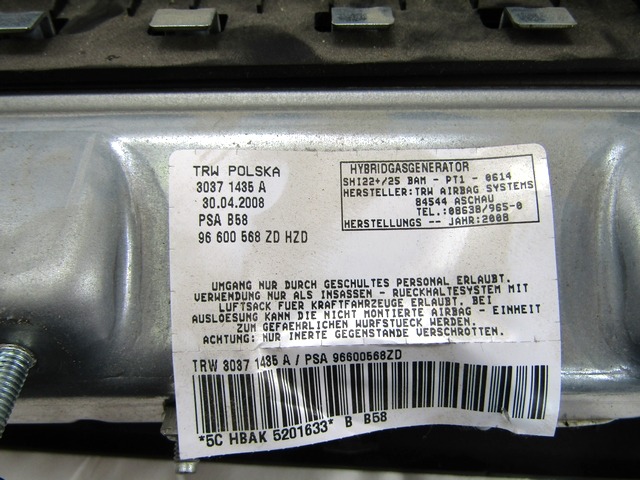 TRW POLSKA
3037 1435 A
30.04.2008
PSA B58
96 600 568 ZD HZD
HYBRIDGASGENERATOR
SHI22+/25 BAM - PT1 - 0614
HERSTELLER: TRW AIRBAG SYSTEMS
84544 ASCHAU
TEL.:08638/965-0
HERSTELLUNGS -- JAHR:2008
UMGANG NUR DURCH GESCHULTES PERSONAL ERLAUBT.
VERWENDUNG NUR ALS INSASSEN - RUECKHALTESYSTEM MIT
LUFTSACK FUER KRAFTFAHRZEUGE ERLAUBT. BEI
AUSLOESUNG KANN DIE NICHT MONTIERTE AIRBAG - EINHEIT
ZUM GEFAEHRLICHEN WURFSTUECK WERDEN.
ACHTUNG: NUR INERTE GEGENSTANDE VERSCHROTTEN.
TRW 3037 1435 A / PSA 96600568ZD
*5C HBAK 5201633* B B58